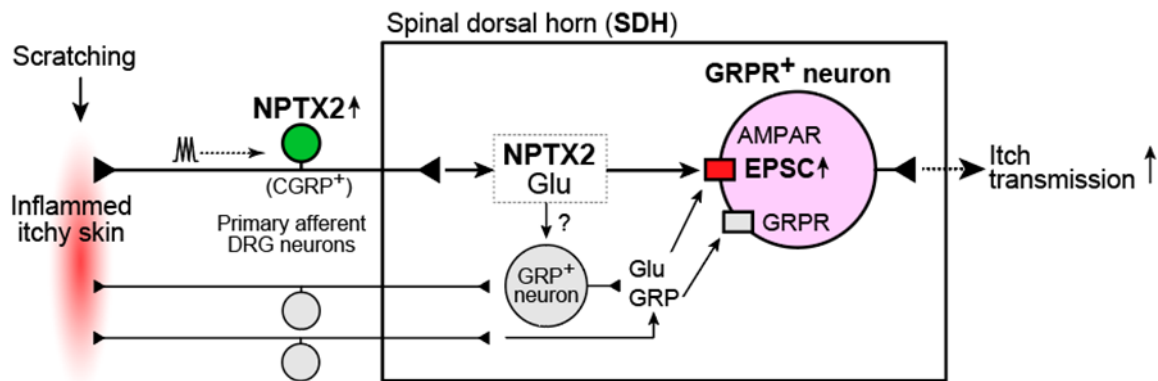 Spinal dorsal horn (SDH)
Scratching
NPTX2↑
GRPR⁺ neuron
AMPAR
EPSC↑
NPTX2
Glu
(CGRP⁺)
Itch
transmission ↑
Inflammed
itchy skin
Primary afferent
DRG neurons
?
GRPR
GRP⁺
neuron
Glu
GRP